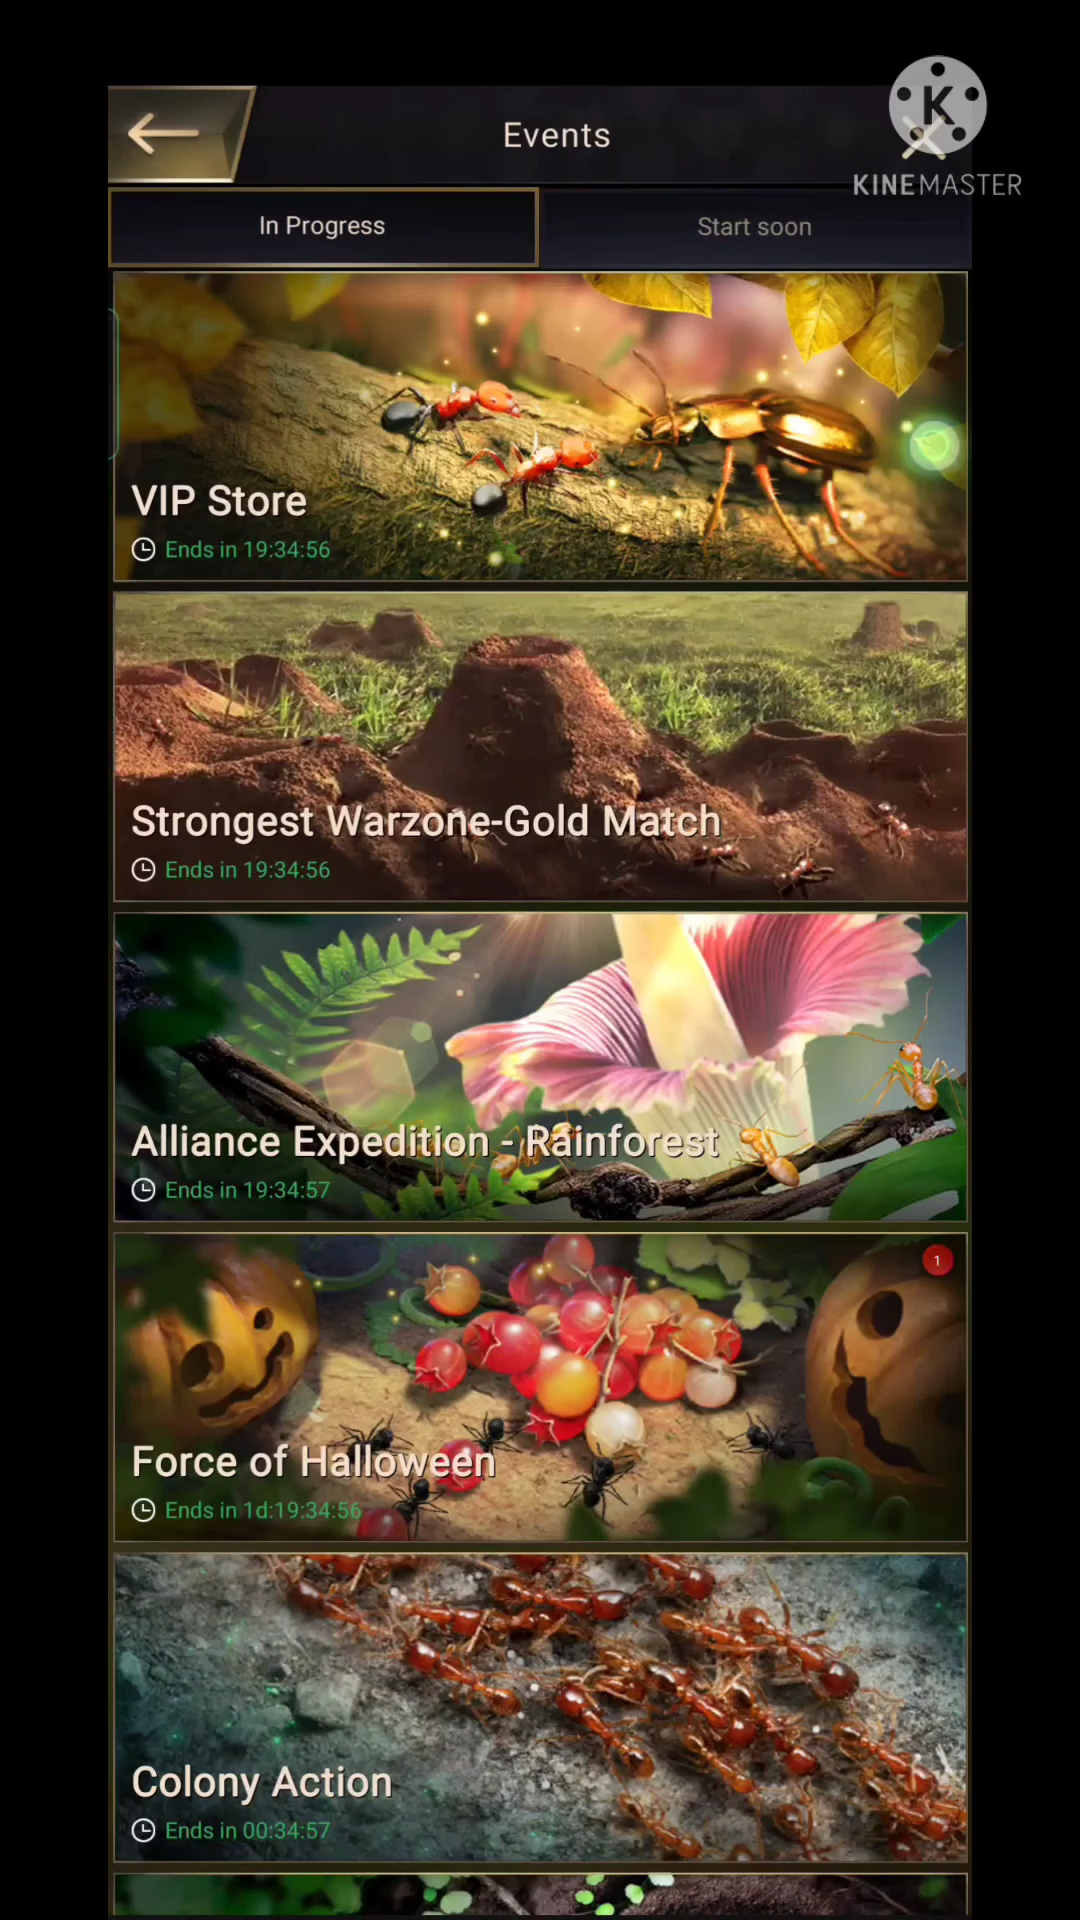 Events
K
KINEMASTER
In Progress
Start soon
VIP Store
Ends in 19:34:56
Strongest Warzone-Gold Match
Ends in 19:34:56
Alliance Expedition - Rainforest
Ends in 19:34:57
1
Force of Halloween
Ends in 1d:19:34:56
Colony Action
Ends in 00:34:57